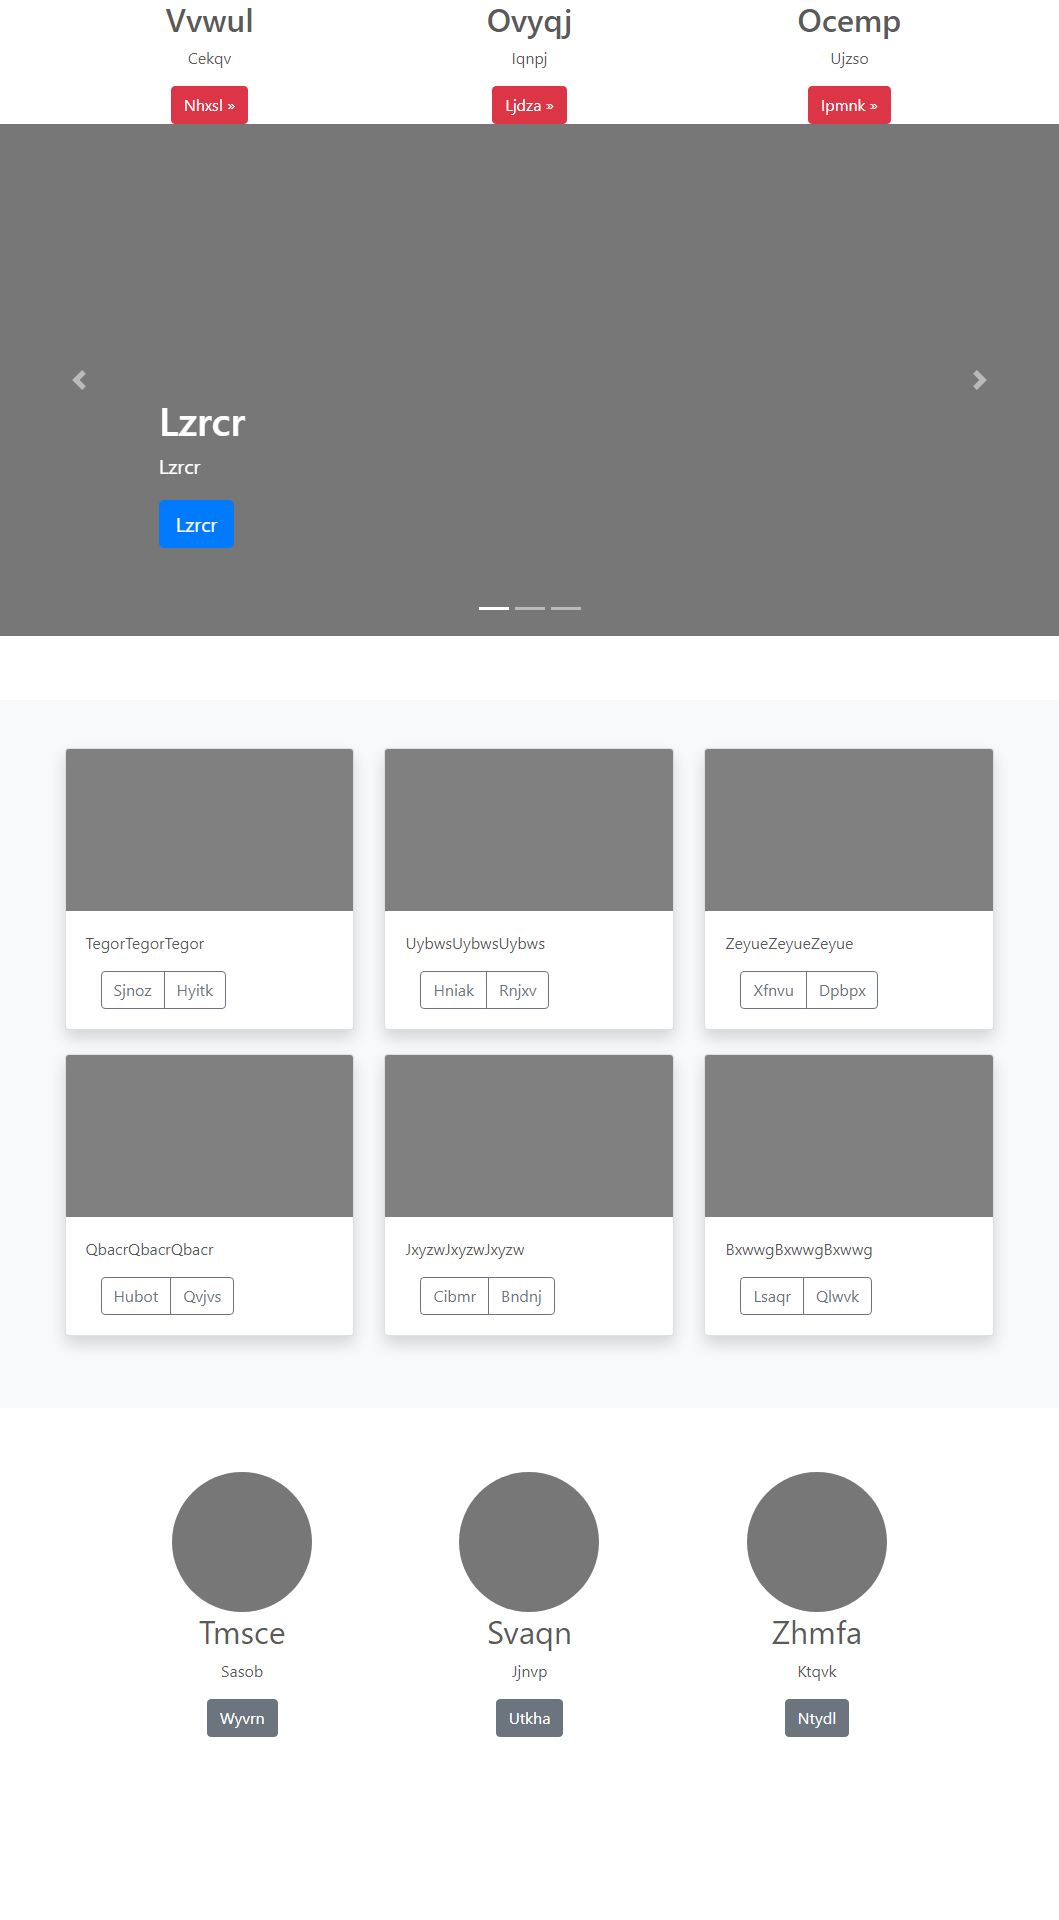 Vvwul
Cekqv
Nhxsl »
Ovyqj
Iqnpj
Ljdza »
Ocemp
Ujzso
Ipmnk »
Lzrcr
Lzrcr
Lzrcr
TegorTegorTegor
Sjnoz Hyitk
UybwsUybwsUybws
Hniak Rnjxv
ZeyueZeyueZeyue
Xfnvu Dpbpx
QbacrQbacrQbacr
Hubot Qvjvs
JxyzwJxyzwJxyzw
Cibmr Bndnj
BxwwgBxwwgBxwwg
Lsaqr Qlwvk
Tmsce
Sasob
Wyvrn
Svaqn
Jjnvp
Utkha
Zhmfa
Ktqvk
Ntydl